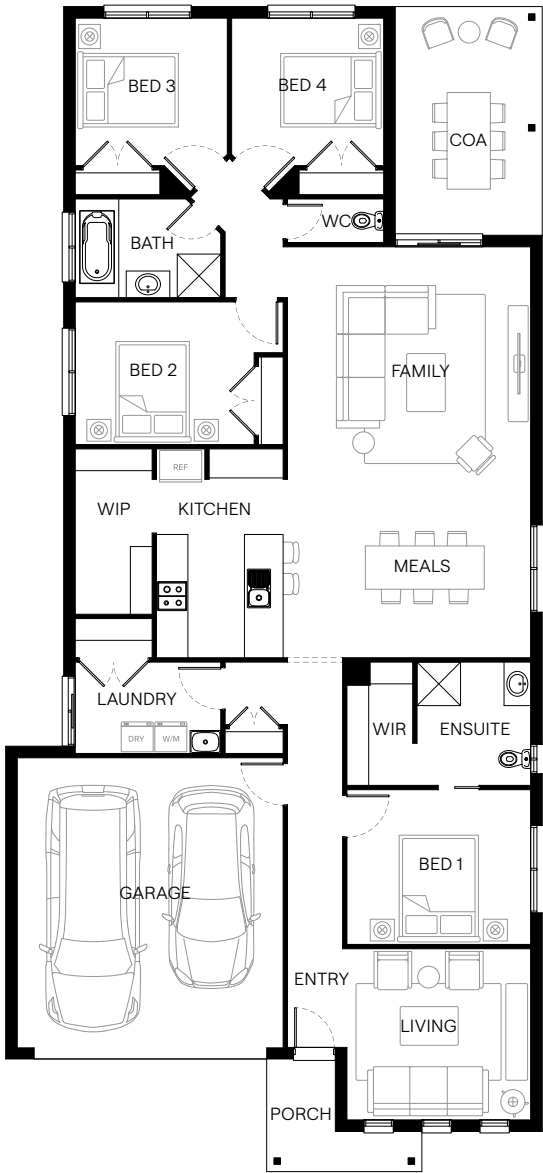 BED 3
BED 4
COA
BATH
WC
BED 2
FAMILY
REF
WIP
KITCHEN
MEALS
LAUNDRY
WIR
ENSUITE
DRY
W/M
BED 1
GARAGE
ENTRY
LIVING
PORCH